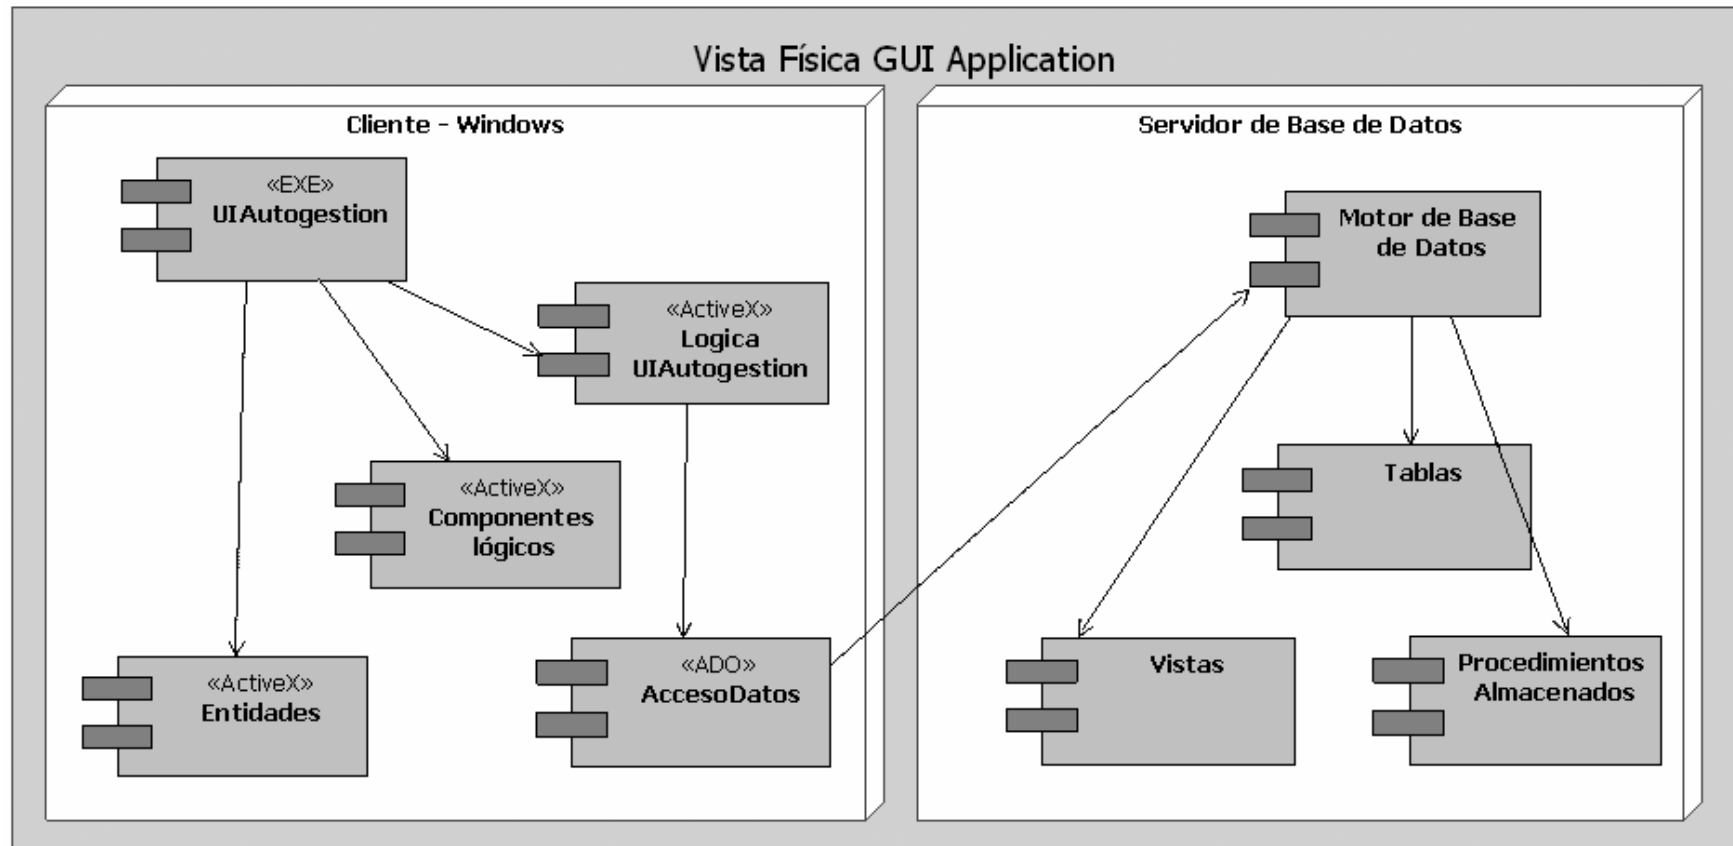 Vista Física GUI Application
Cliente - Windows
«EXE»
UIAutogestion
«ActiveX»
Logica
UIAutogestion
«ActiveX»
Componentes
lógicos
«ActiveX»
Entidades
«ADO»
AccesoDatos
Servidor de Base de Datos
Motor de Base
de Datos
Tablas
Vistas
Procedimientos
Almacenados